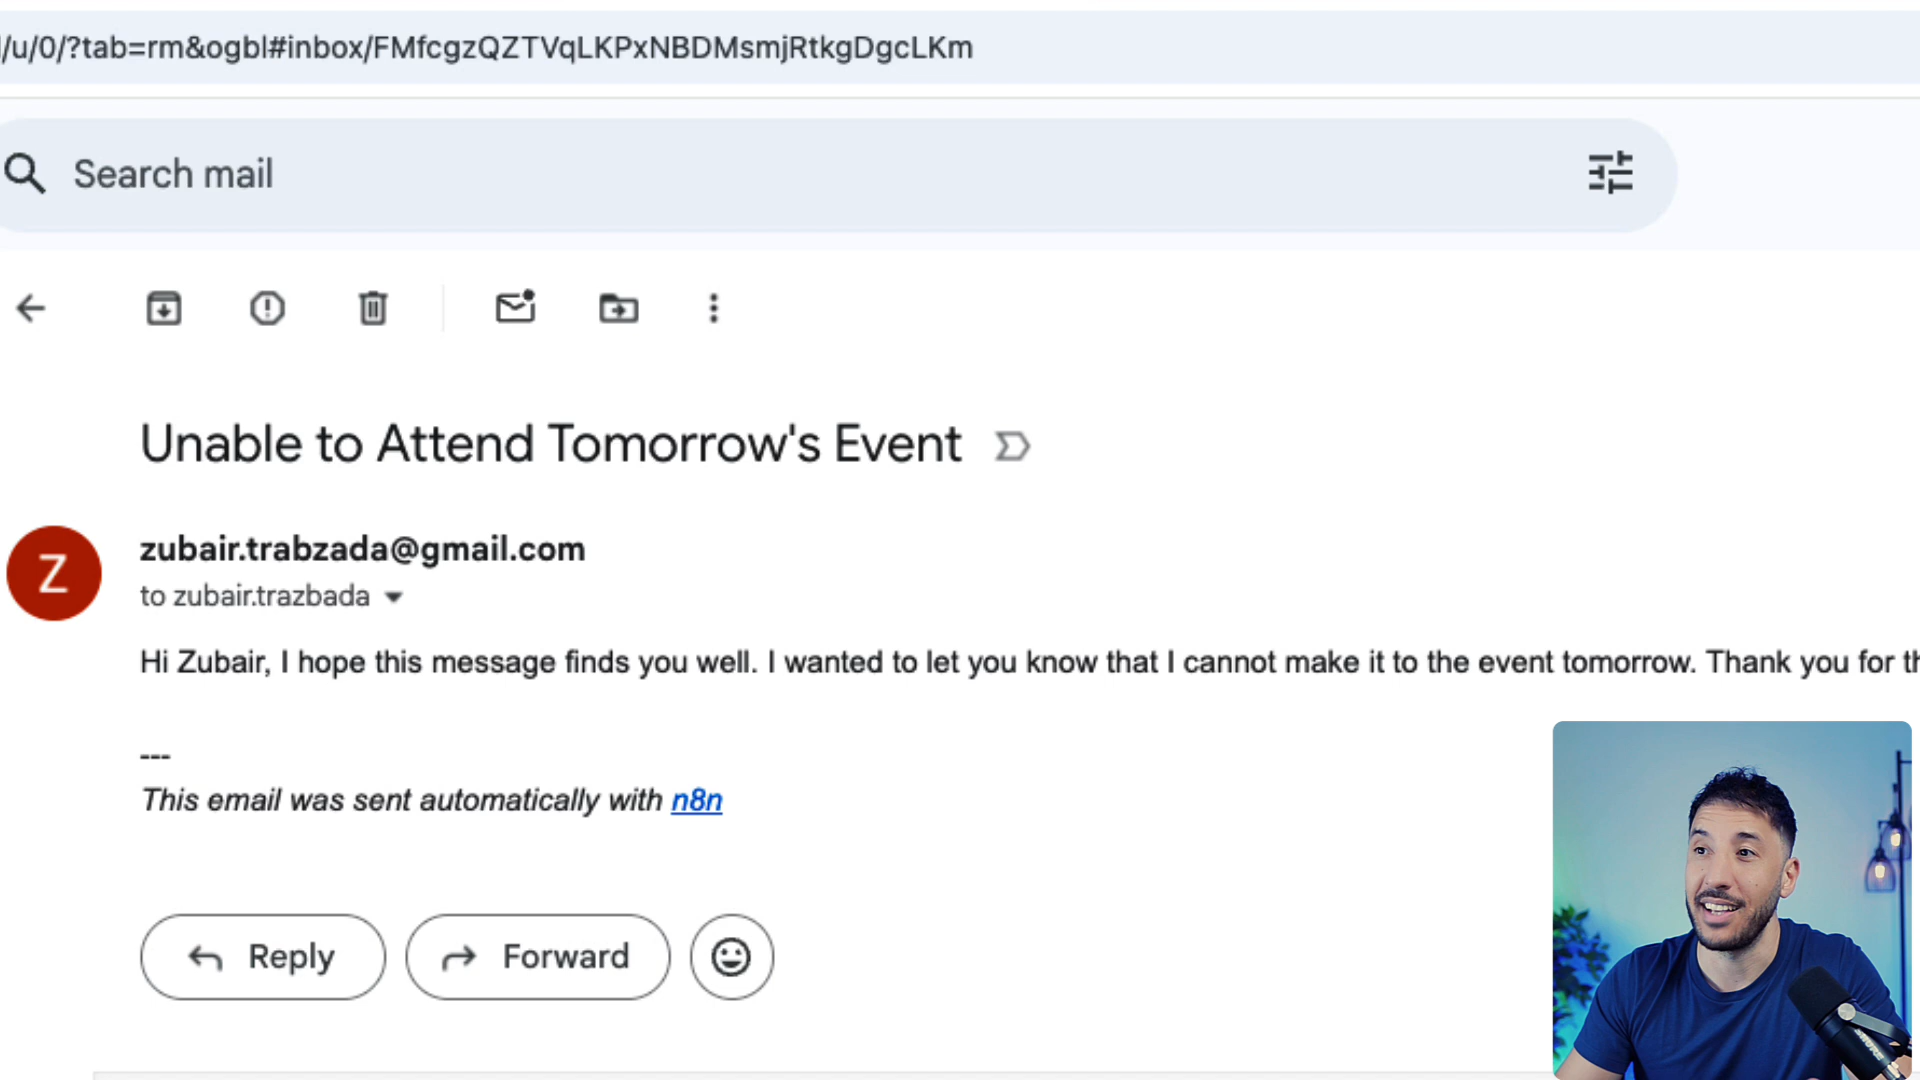 /u/0/?tab=rm&ogbl#inbox/FMfcgzQZTVqLKPxNBDMsmjRtkgDgcLKm
Search mail
Unable to Attend Tomorrow's Event
Z
zubair.trabzada@gmail.com
to zubair.trazbada
Hi Zubair, I hope this message finds you well. I wanted to let you know that I cannot make it to the event tomorrow. Thank you for
---
This email was sent automatically with n8n
Reply
Forward